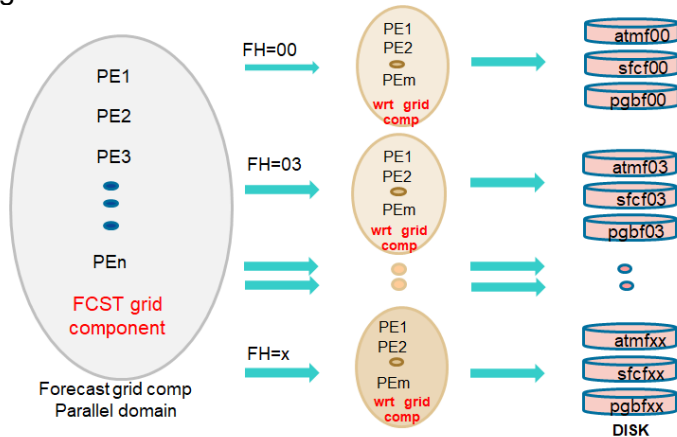 PE1
PE2
PE3
PEn
FCST grid
component
Forecast grid comp
Parallel domain
FH=00
PE1
PE2
PEm
wrt grid
comp
atmf00
sfcf00
pgbf00
FH=03
PE1
PE2
PEm
wrt grid
comp
atmf03
sfcf03
pgbf03
FH=x
PE1
PE2
PEm
wrt grid
comp
atmfxx
sfcfxx
pgbfxx
DISK